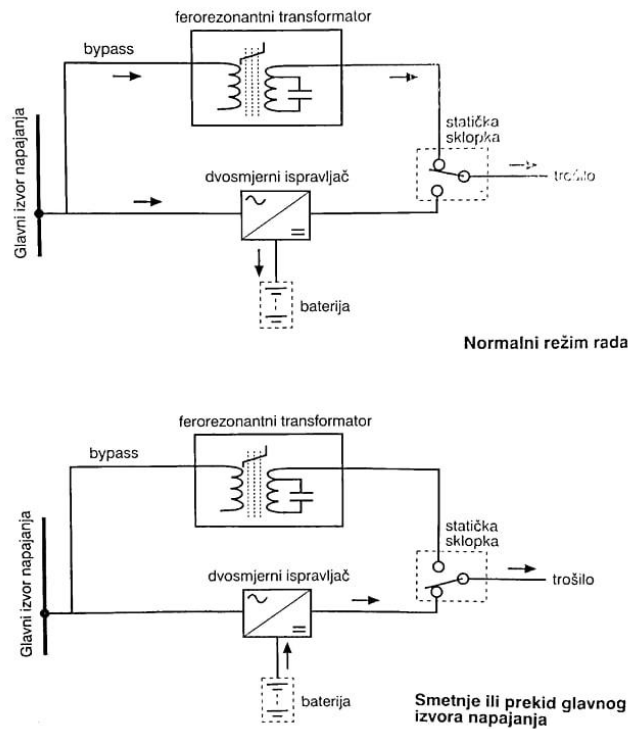 ferorezonantni transformator
bypass
statička
sklopka
dvosmjerni ispravljač
trošilo
Glavni izvor napajanja
baterija
Normalni režim rada
ferorezonantni transformator
bypass
statička
sklopka
dvosmjerni ispravljač
trošilo
Glavni izvor napajanja
baterija
Smetnje ili prekid glavnog
izvora napajanja